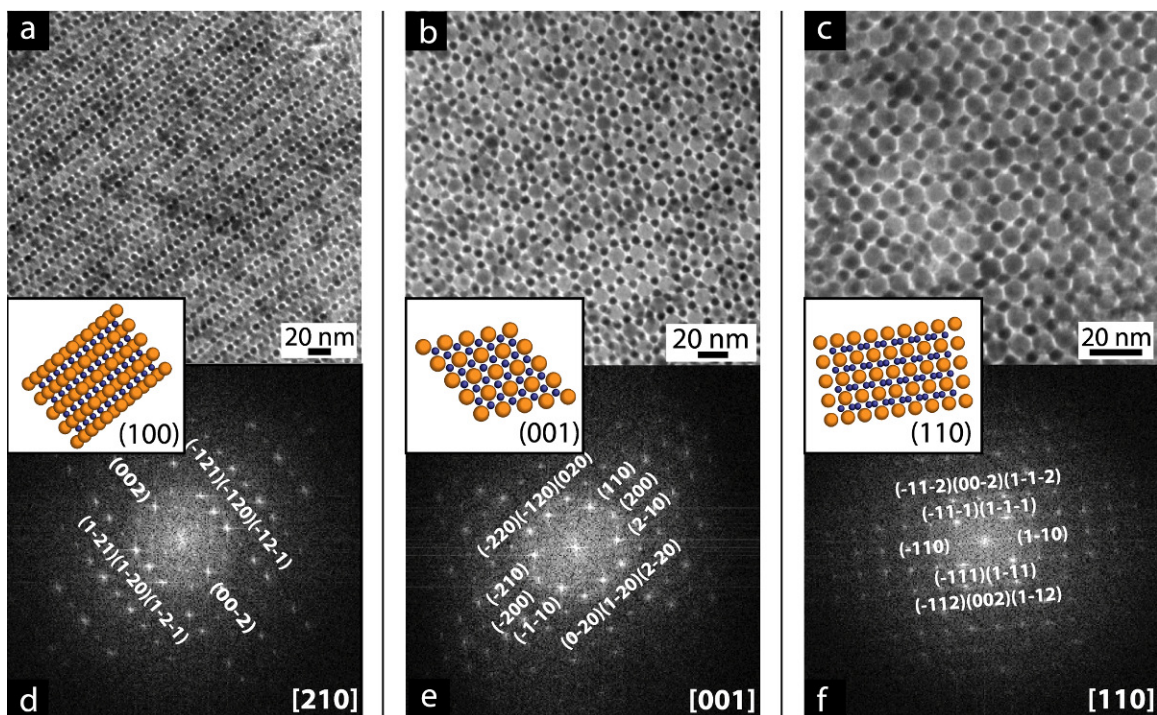 a
b
c
20 nm
20 nm
20 nm
(100)
(001)
(110)
(002)
(-121)(-120)(-12-1)
(1-21)(1-20)(1-2-1)
(00-2)
(-220)(-120)(020)
(110)
(200)
(2-10)
(-210)
(-200)
(-1-10)
(0-20)(1-20)(2-20)
(-11-2)(00-2)(1-1-2)
(-11-1)(1-1-1)
(-110)
(1-10)
(-111)(1-11)
(-112)(002)(1-12)
d
[210]
e
[001]
f
[110]